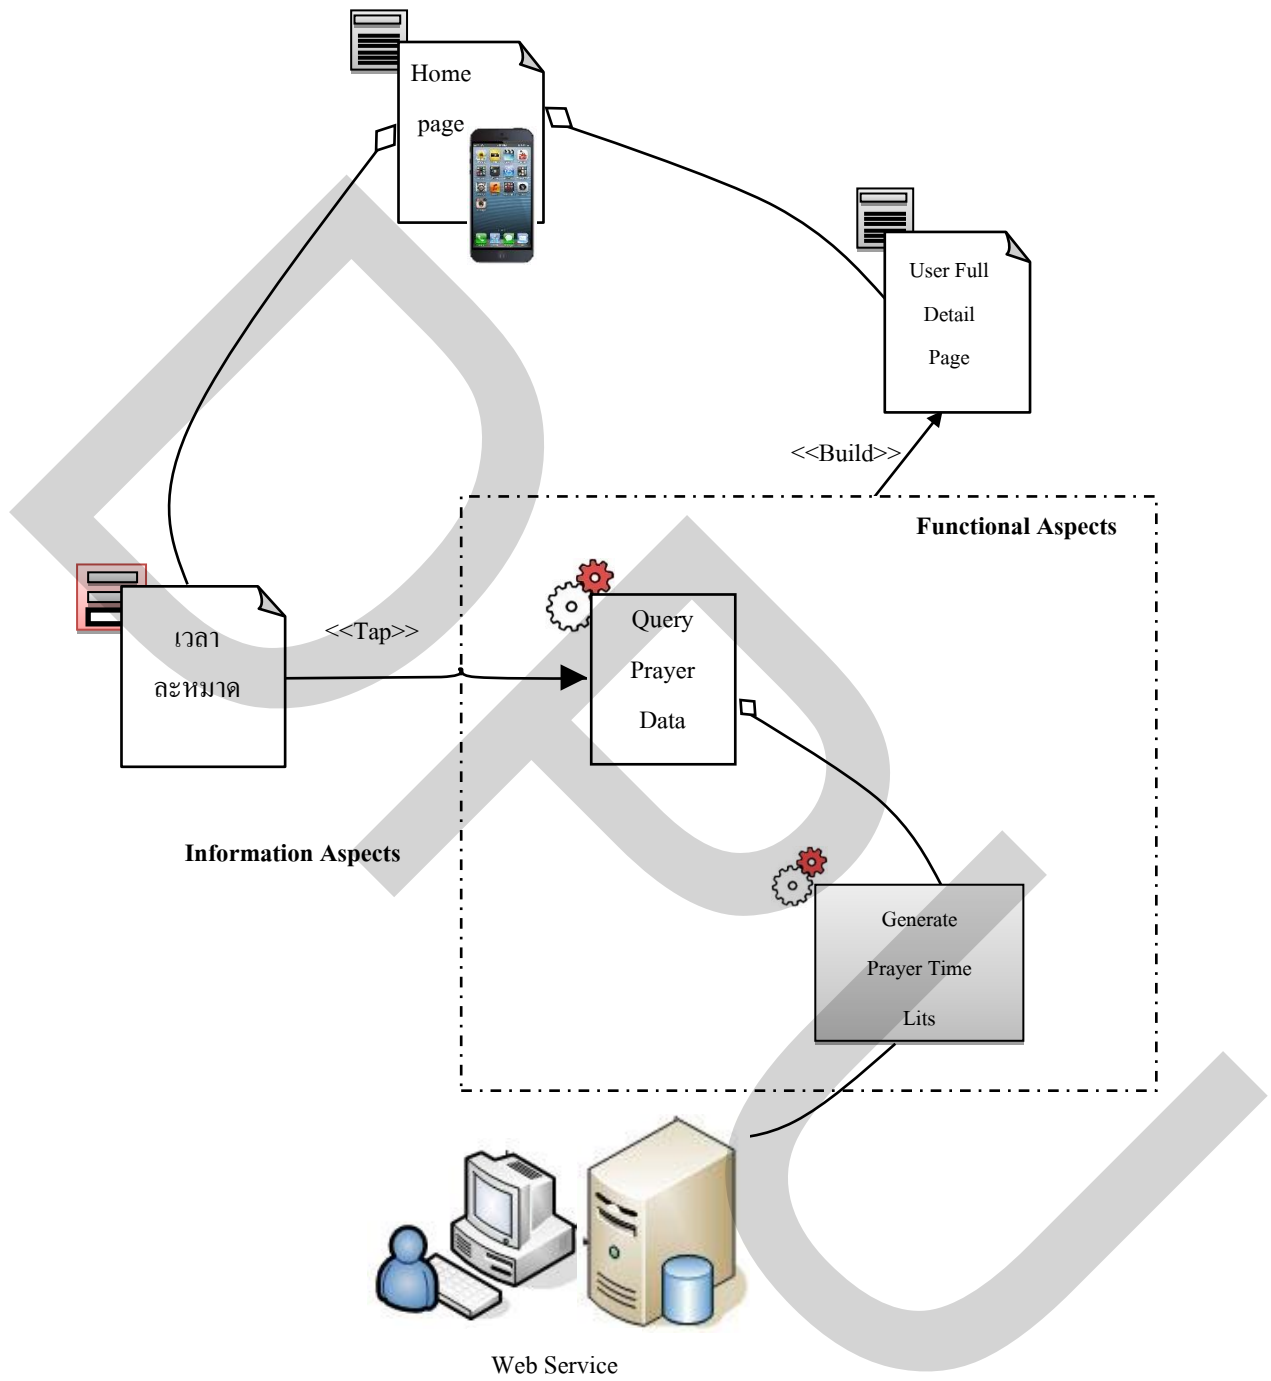 Home
page
User Full
Detail
Page
<<Build>>
Functional Aspects
เวลา
ละหมาด
<<Tap>>
Query
Prayer
Data
Information Aspects
Generate
Prayer Time
Lits
Web Service
DPU